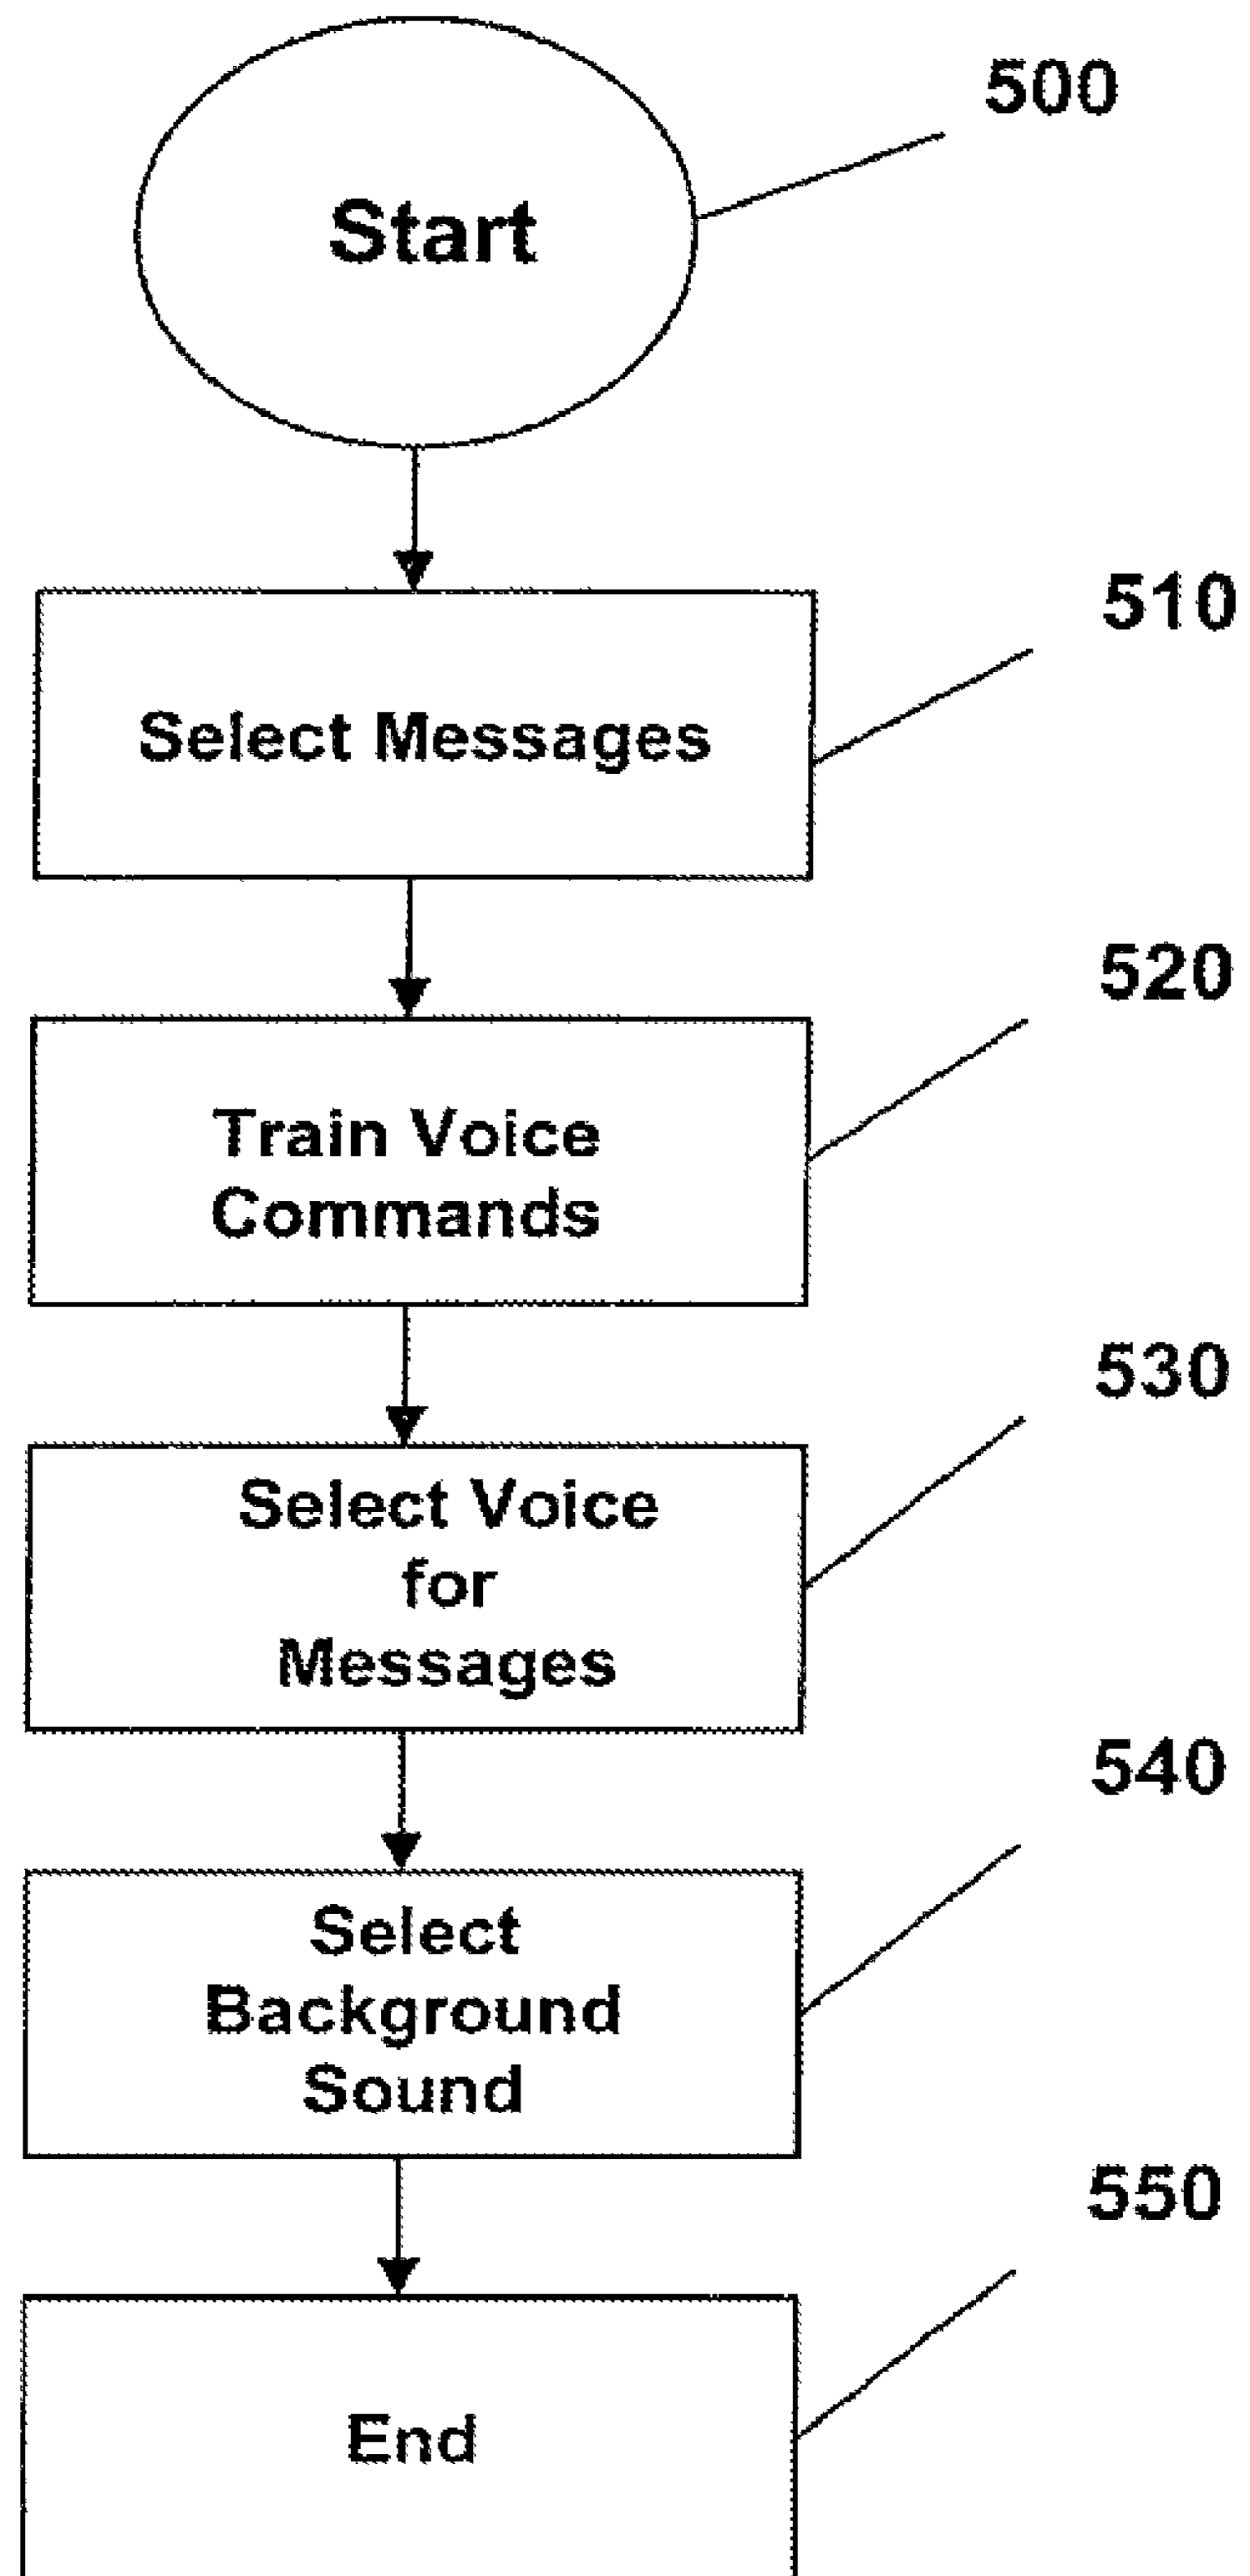 500
Start
510
Select Messages
520
Train Voice
Commands
530
Select Voice
for
Messages
540
Select
Background
Sound
550
End